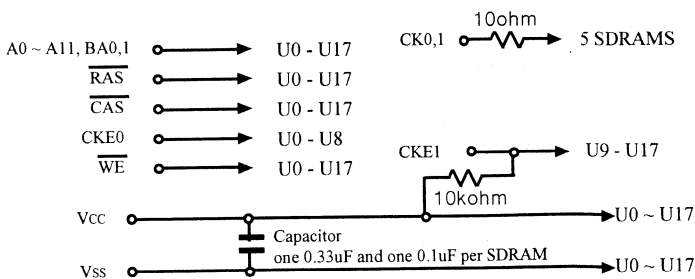 A0 ~ A11, BA0,1 U0 - U17
RAS U0 - U17
CAS U0 - U17
CKE0 U0 - U8
WE U0 - U17
10ohm
CK0,1 5 SDRAMS
CKE1 U9 - U17
10kohm
Vcc U0 ~ U17
Capacitor
one 0.33uF and one 0.1uF per SDRAM
Vss U0 ~ U17